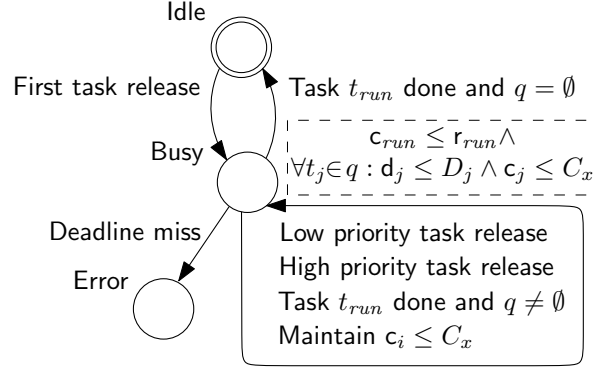 Idle
First task release
Task t_run done and q = ∅
Busy
c_run ≤ r_run ∧
∀t_j ∈ q : d_j ≤ D_j ∧ c_j ≤ C_x
Deadline miss
Error
Low priority task release
High priority task release
Task t_run done and q ≠ ∅
Maintain c_i ≤ C_x